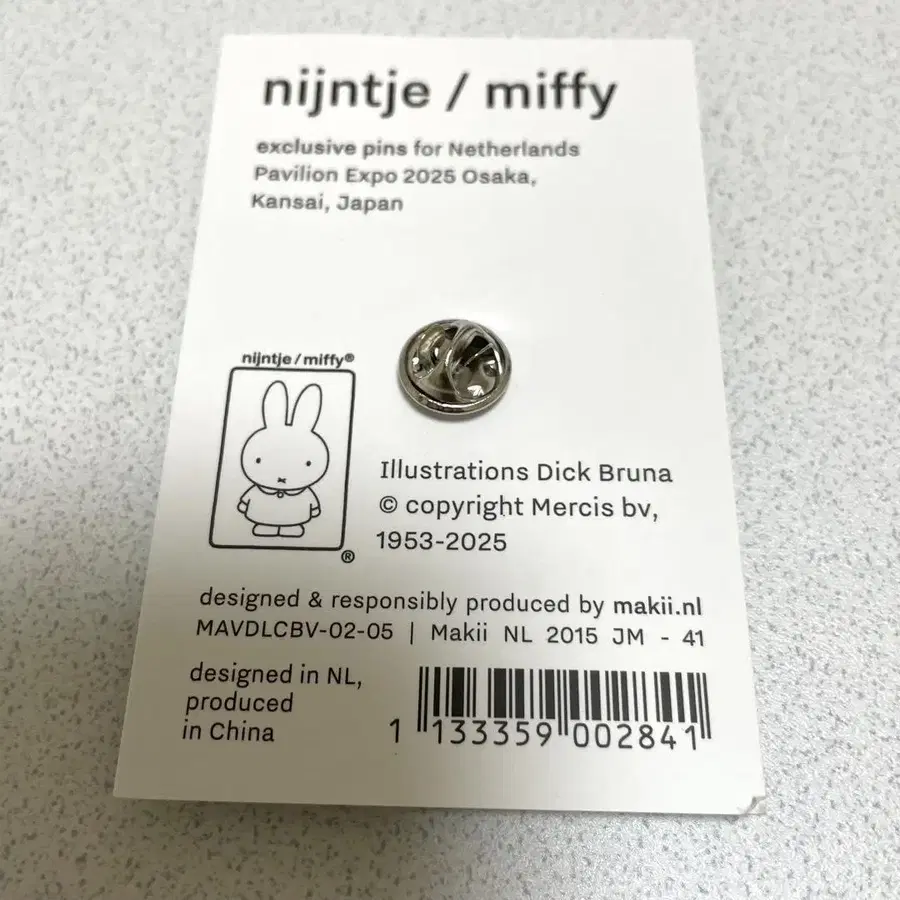 nijntje / miffy
exclusive pins for Netherlands
Pavilion Expo 2025 Osaka,
Kansai, Japan
nijntje / miffy®
®
Illustrations Dick Bruna
© copyright Mercis bv,
1953-2025
designed & responsibly produced by makii.nl
MAVDLCBV-02-05 | Makii NL 2015 JM - 41
designed in NL,
produced
in China
1 133359 002841